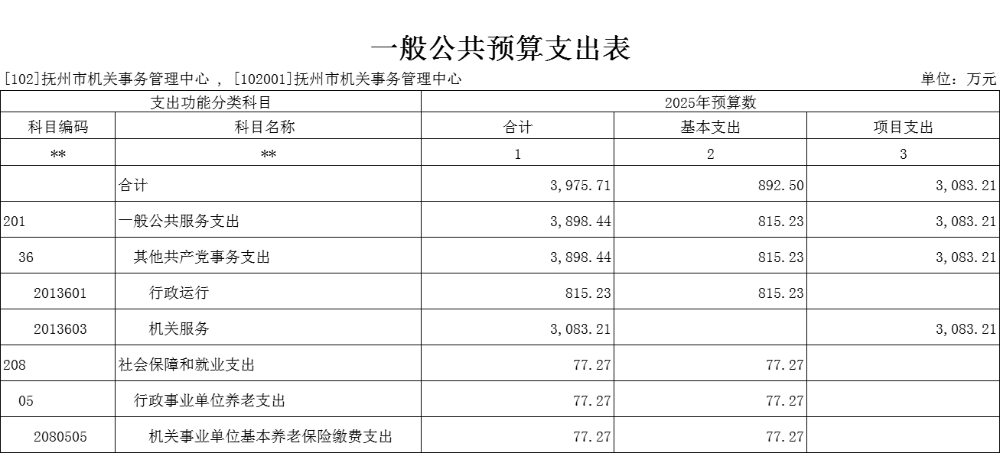 一般公共预算支出表
[102]抚州市机关事务管理中心 , [102001]抚州市机关事务管理中心 单位：万元
支出功能分类科目 2025年预算数
科目编码 科目名称 合计 基本支出 项目支出
** ** 1 2 3
合计 3,975.71 892.50 3,083.21
201 一般公共服务支出 3,898.44 815.23 3,083.21
36 其他共产党事务支出 3,898.44 815.23 3,083.21
2013601 行政运行 815.23 815.23
2013603 机关服务 3,083.21 3,083.21
208 社会保障和就业支出 77.27 77.27
05 行政事业单位养老支出 77.27 77.27
2080505 机关事业单位基本养老保险缴费支出 77.27 77.27